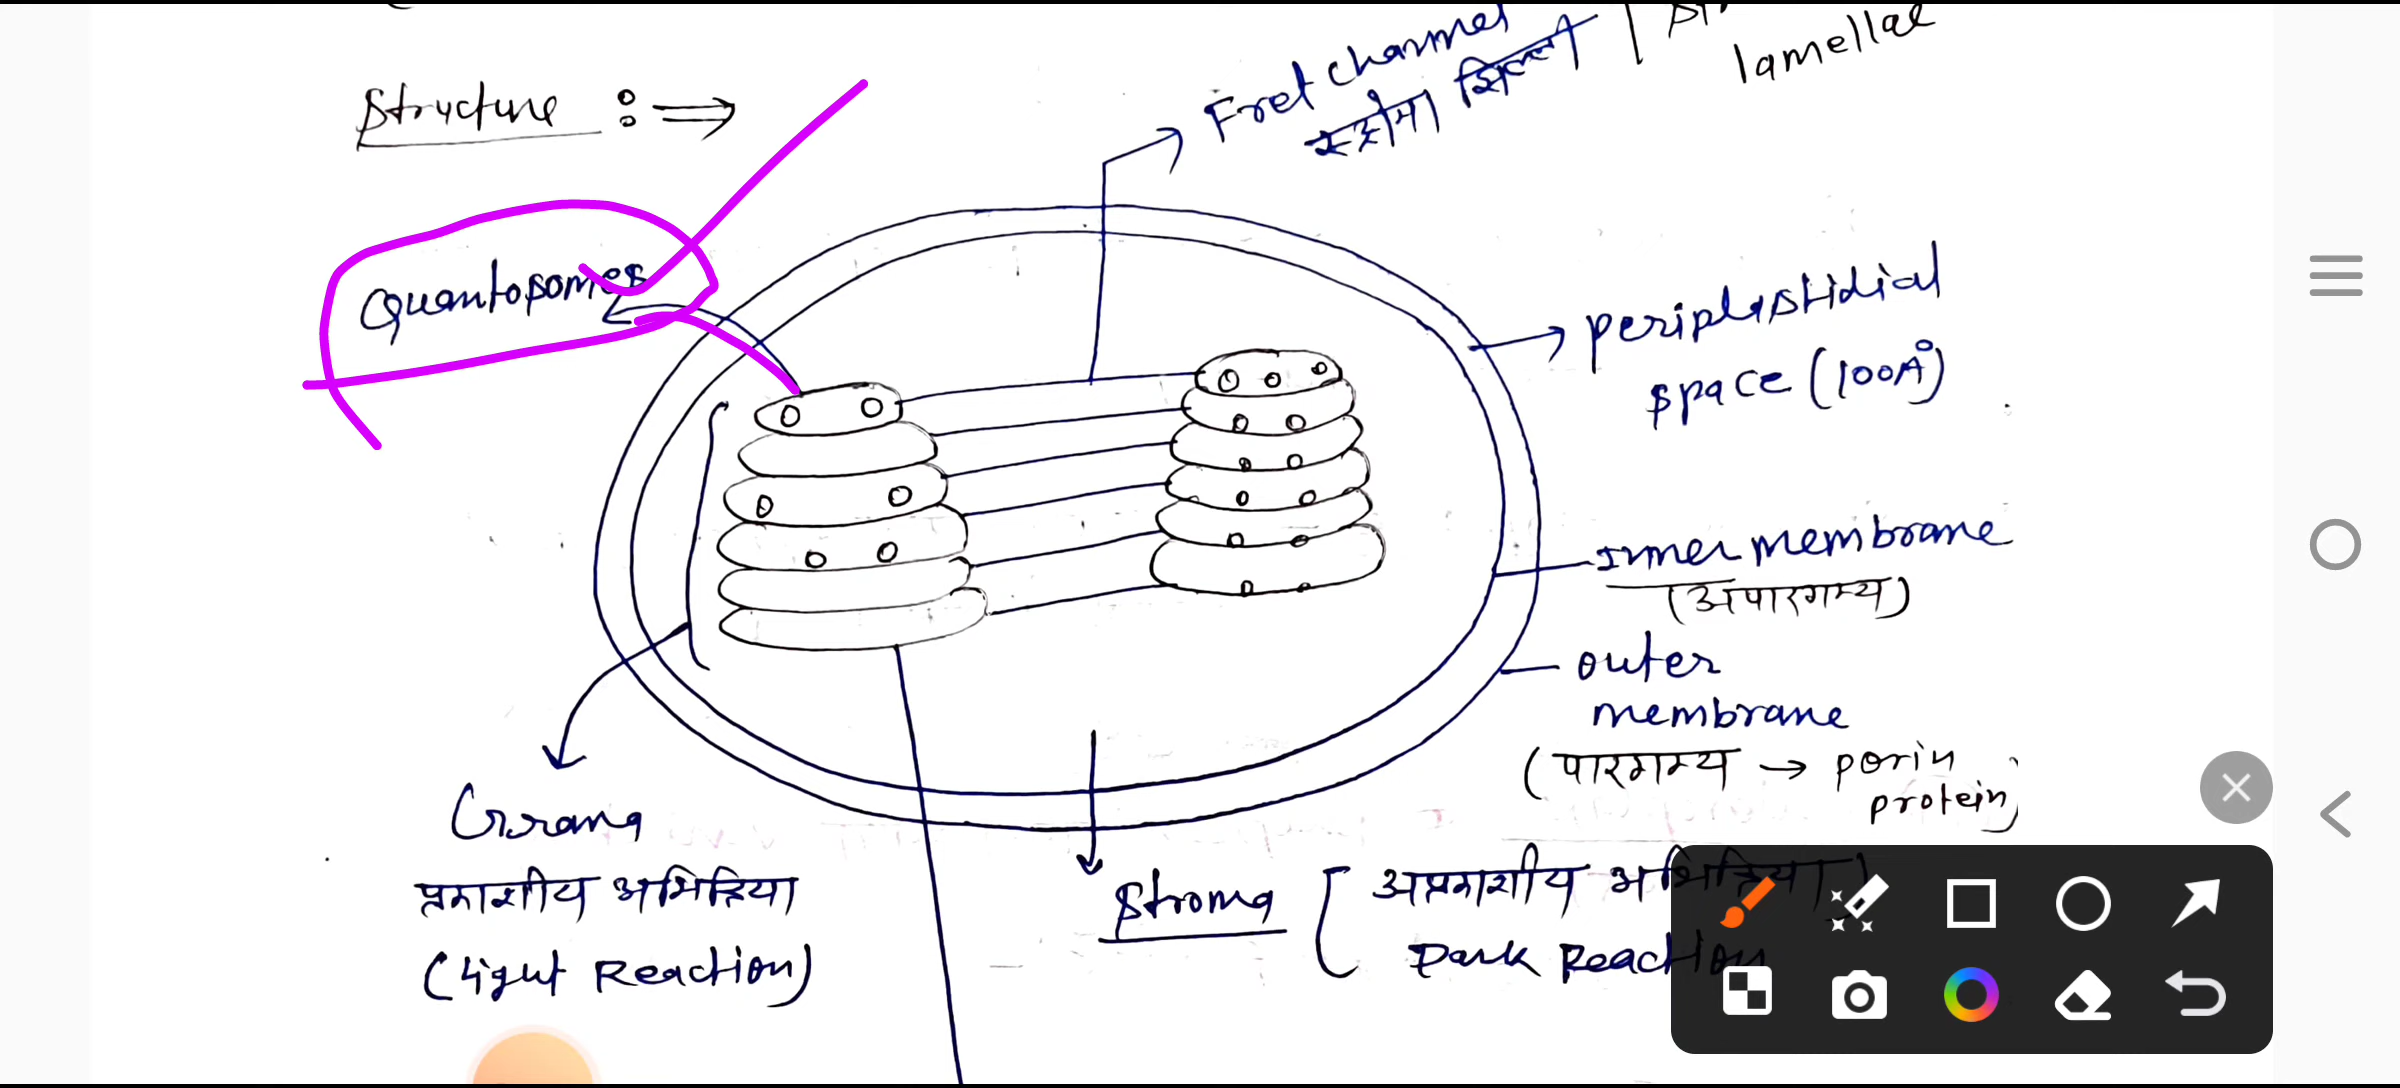 Structure :⇒
Fret channel
स्ट्रोमा
lamellae
Quantosomes
periplastidial
space (100A°)
Inner membrane
(अपारगम्य)
outer
membrane
(पारगम्य → porin
protein)
Grana
प्रकाशीय अभिक्रिया
(Light Reaction)
Stroma
अप्रकाशीय अभिक्रिया)
Dark Reaction